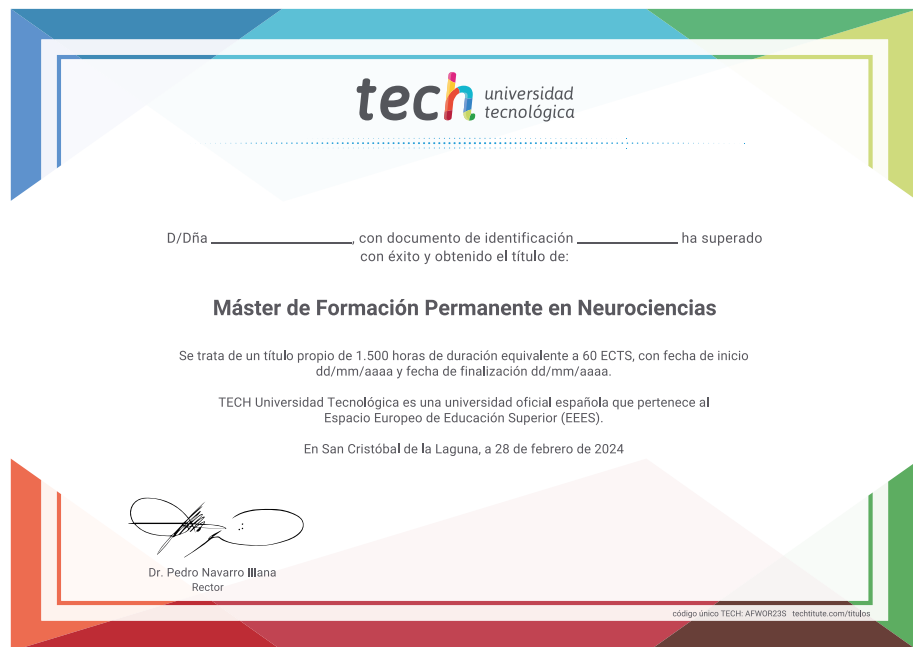 tech universidad
tecnológica
D/Dña ______________, con documento de identificación __________ ha superado
con éxito y obtenido el título de:
Máster de Formación Permanente en Neurociencias
Se trata de un título propio de 1.500 horas de duración equivalente a 60 ECTS, con fecha de inicio
dd/mm/aaaa y fecha de finalización dd/mm/aaaa.
TECH Universidad Tecnológica es una universidad oficial española que pertenece al
Espacio Europeo de Educación Superior (EEES).
En San Cristóbal de la Laguna, a 28 de febrero de 2024
Dr. Pedro Navarro Illana
Rector
código único TECH: AFWOR23S techtitute.com/titulos